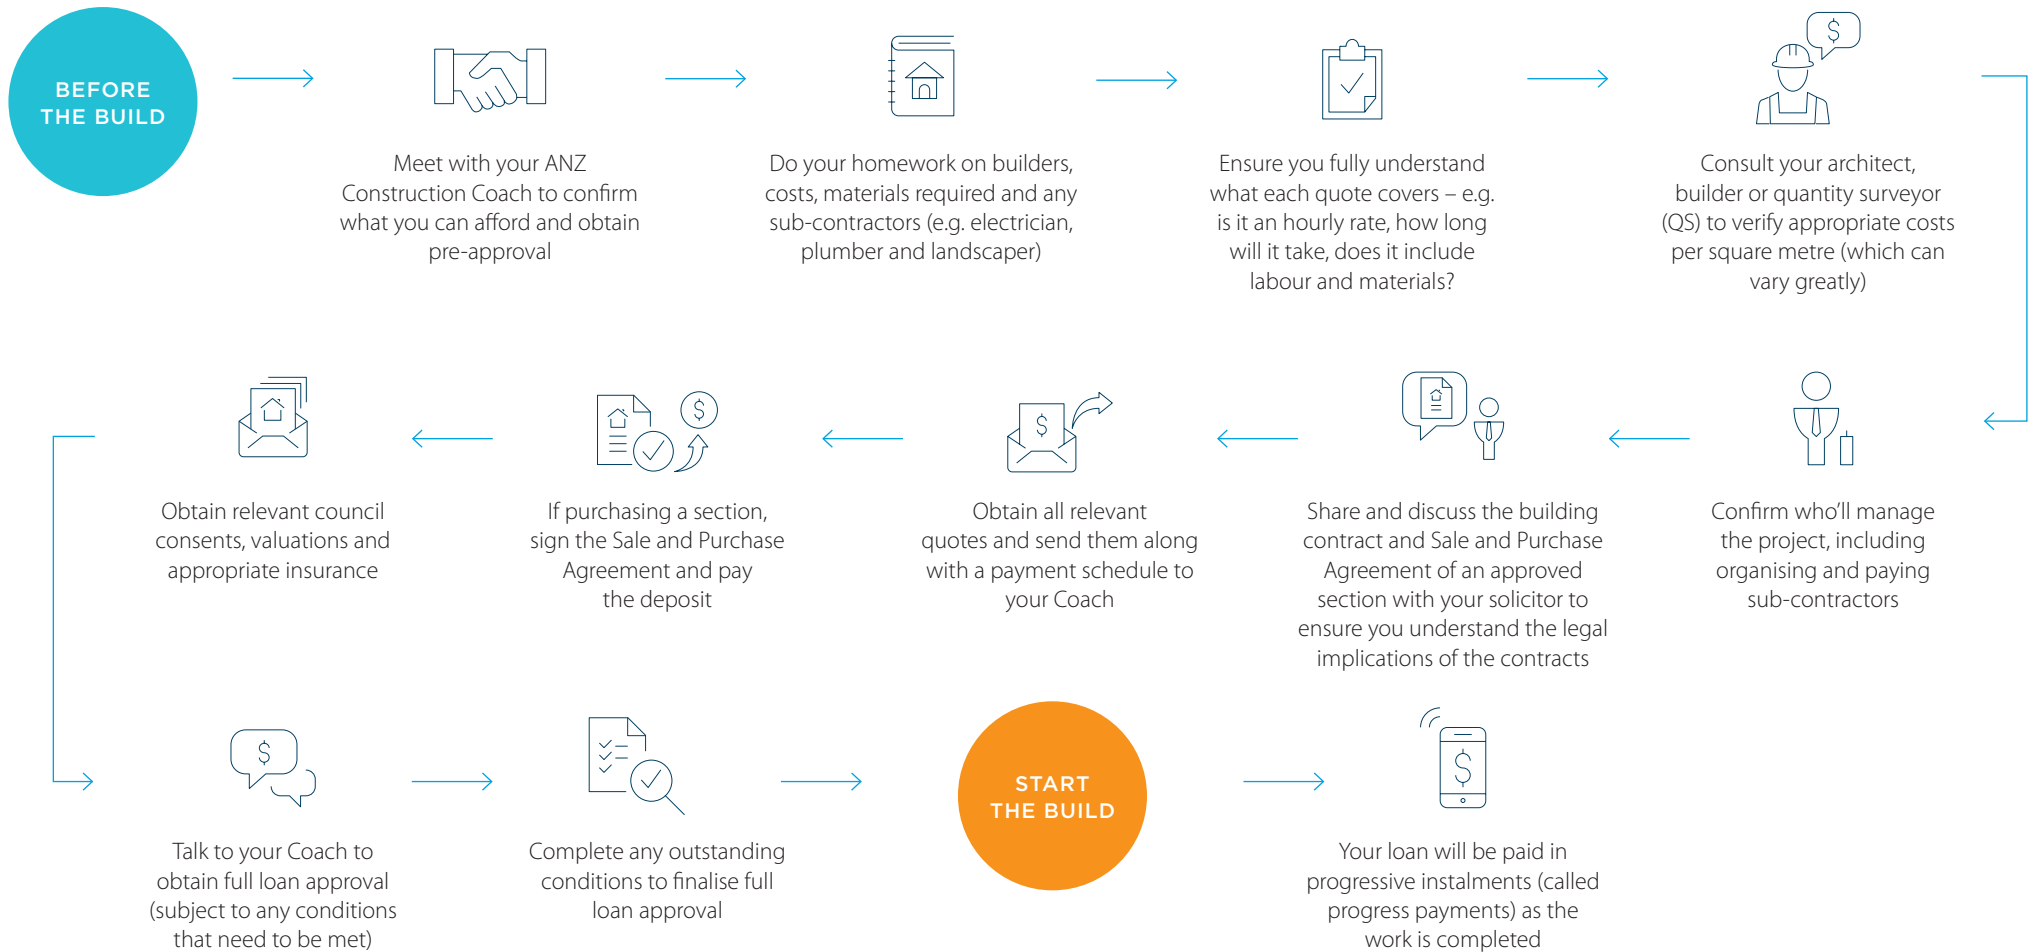 BEFORE
THE BUILD
Meet with your ANZ
Construction Coach to confirm
what you can afford and obtain
pre-approval
Do your homework on builders,
costs, materials required and any
sub-contractors (e.g. electrician,
plumber and landscaper)
Ensure you fully understand
what each quote covers – e.g.
is it an hourly rate, how long
will it take, does it include
labour and materials?
$
Consult your architect,
builder or quantity surveyor
(QS) to verify appropriate costs
per square metre (which can
vary greatly)
Confirm who’ll manage
the project, including
organising and paying
sub-contractors
Share and discuss the building
contract and Sale and Purchase
Agreement of an approved
section with your solicitor to
ensure you understand the legal
implications of the contracts
$
Obtain all relevant
quotes and send them along
with a payment schedule to
your Coach
$
If purchasing a section,
sign the Sale and Purchase
Agreement and pay
the deposit
Obtain relevant council
consents, valuations and
appropriate insurance
$
Talk to your Coach to
obtain full loan approval
(subject to any conditions
that need to be met)
Complete any outstanding
conditions to finalise full
loan approval
START
THE BUILD
$
Your loan will be paid in
progressive instalments (called
progress payments) as the
work is completed